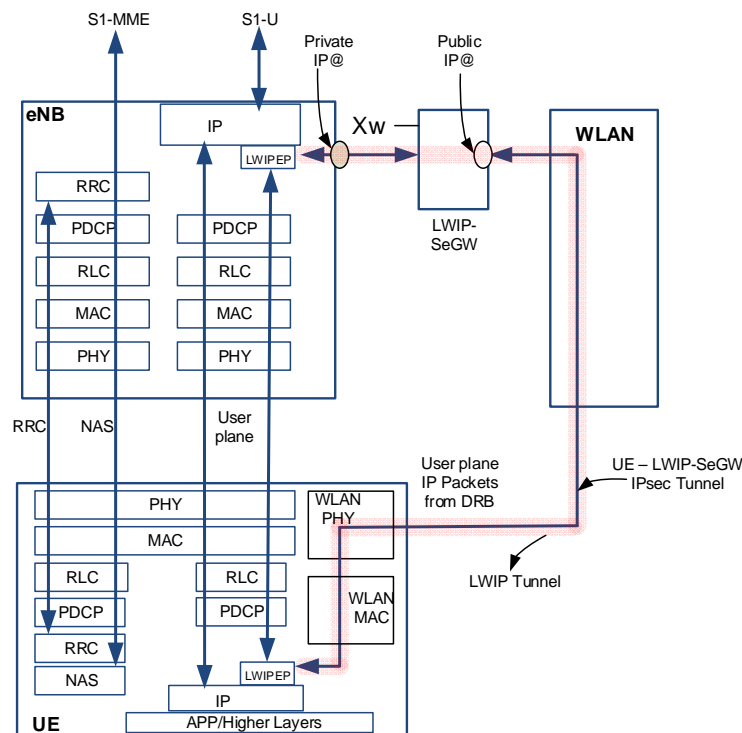 S1-MME
S1-U
Private
IP@
Public
IP@
eNB
IP
Xw
WLAN
LWIPEP
RRC
PDCP
PDCP
LWIP-
SeGW
RLC
RLC
MAC
MAC
PHY
PHY
RRC
NAS
User
plane
User plane
IP Packets
from DRB
UE – LWIP-SeGW
IPsec Tunnel
PHY
WLAN
PHY
MAC
LWIP Tunnel
RLC
RLC
WLAN
MAC
PDCP
PDCP
RRC
NAS
LWIPEP
IP
APP/Higher Layers
UE